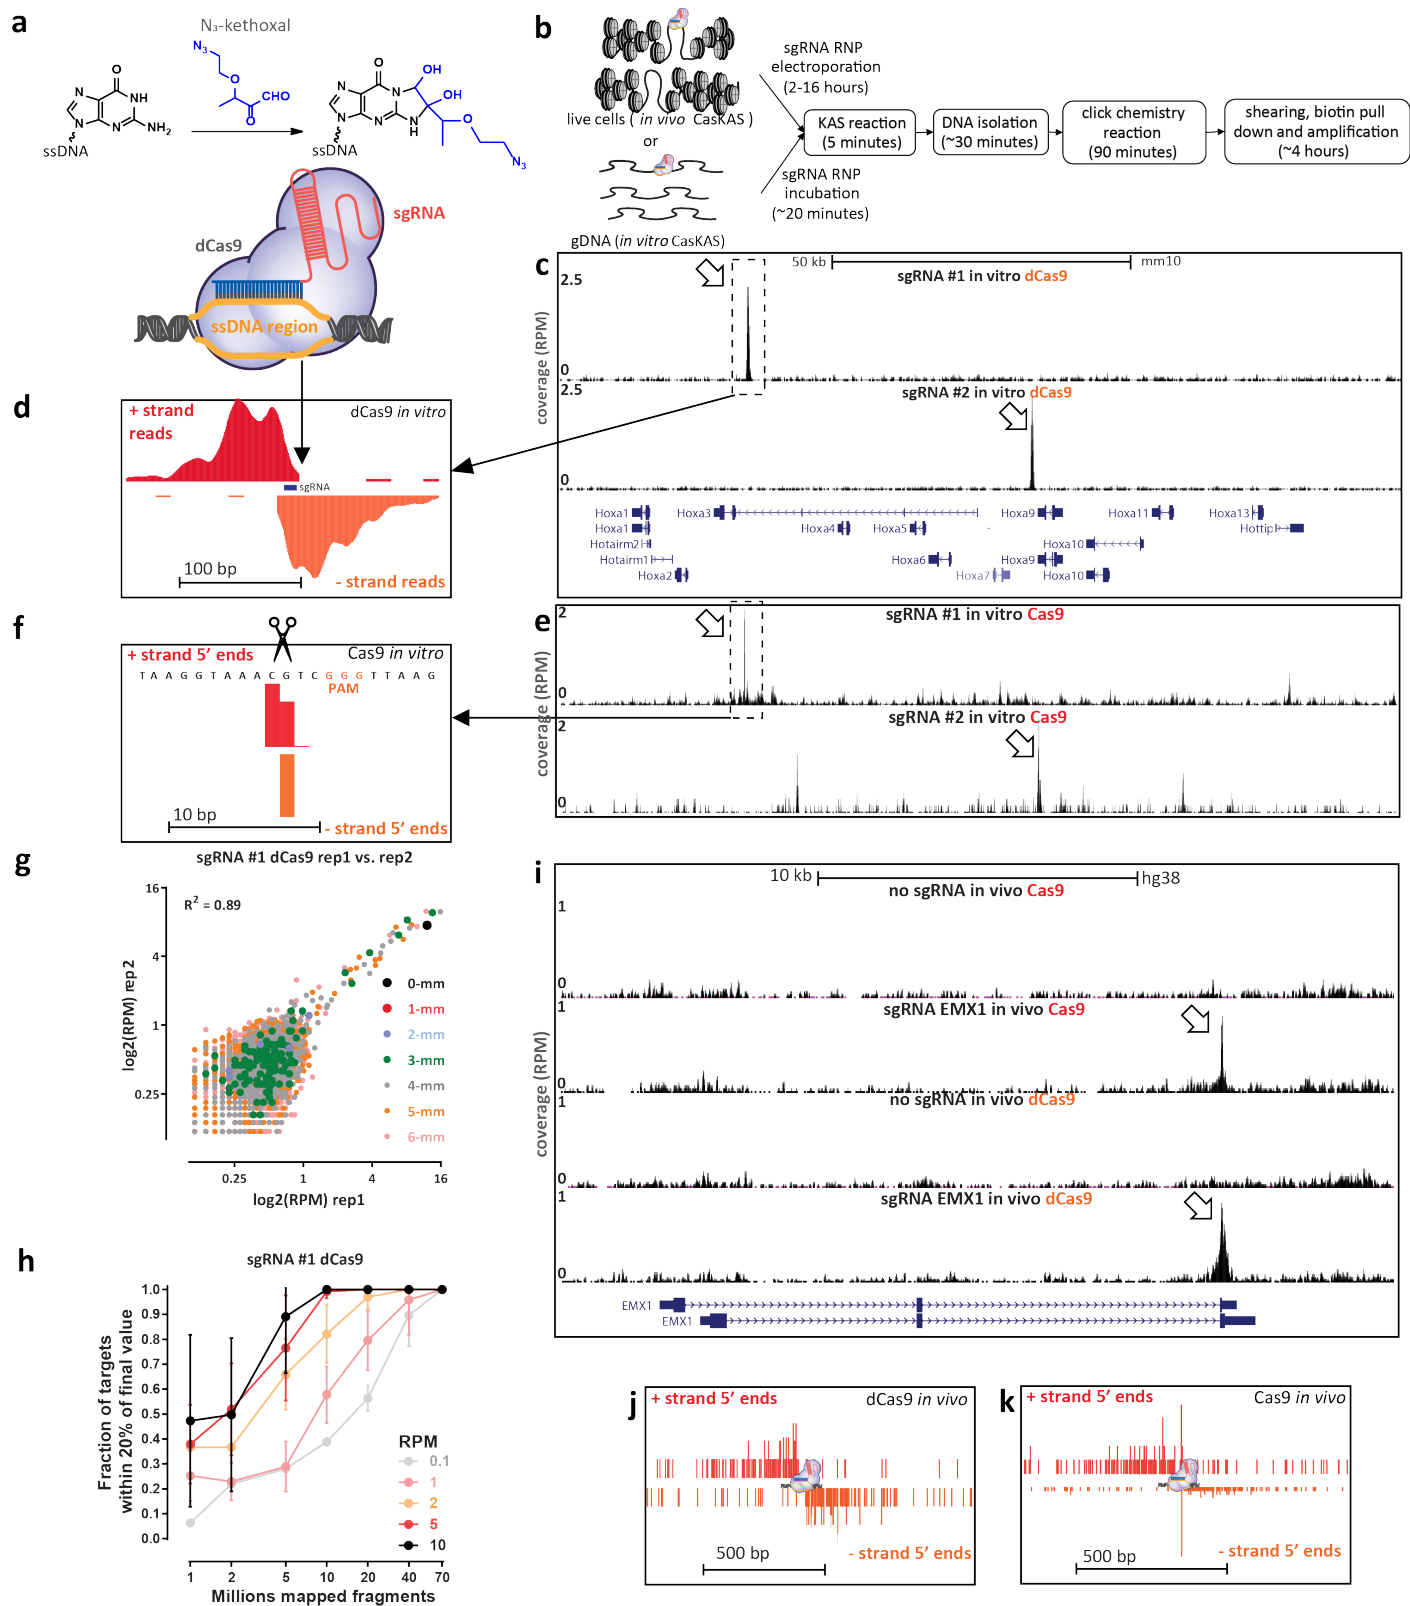 a
N₃-kethoxal
N₃
O
O
CHO
O
N
NH
N
H
N
NH₂
ssDNA
O
OH
N
N
OH
N
H
N
N
H
O
N₃
ssDNA
sgRNA
dCas9
ssDNA region
b
live cells ( in vivo CasKAS )
or
gDNA (in vitro CasKAS)
sgRNA RNP
electroporation
(2-16 hours)
sgRNA RNP
incubation
(~20 minutes)
KAS reaction
(5 minutes)
DNA isolation
(~30 minutes)
click chemistry
reaction
(90 minutes)
shearing, biotin pull
down and amplification
(~4 hours)
c
50 kb
mm10
sgRNA #1 in vitro dCas9
2.5
0
coverage (RPM)
sgRNA #2 in vitro dCas9
2.5
0
Hoxa1
Hoxa3
Hoxa9
Hoxa11
Hoxa13
Hoxa1
Hoxa4
Hoxa5
Hottip
Hotairm2
Hoxa10
Hotairm1
Hoxa6
Hoxa9
Hoxa2
Hoxa7
Hoxa10
d
+ strand
reads
dCas9 in vitro
sgRNA
100 bp
- strand reads
e
sgRNA #1 in vitro Cas9
2
0
coverage (RPM)
sgRNA #2 in vitro Cas9
2
0
f
+ strand 5’ ends
Cas9 in vitro
T A A G G T A A A C G T C G G G T T A A G
PAM
10 bp
- strand 5’ ends
g
sgRNA #1 dCas9 rep1 vs. rep2
R² = 0.89
16
4
1
0.25
log2(RPM) rep 2
0-mm
1-mm
2-mm
3-mm
4-mm
5-mm
6-mm
0.25 1 4 16
log2(RPM) rep1
h
sgRNA #1 dCas9
1.0
0.9
0.8
0.7
0.6
0.5
0.4
0.3
0.2
0.1
0.0
Fraction of targets
within 20% of final value
RPM
0.1
1
2
5
10
1 2 5 10 20 40 70
Millions mapped fragments
i
10 kb
hg38
no sgRNA in vivo Cas9
1
0
sgRNA EMX1 in vivo Cas9
1
0
coverage (RPM)
no sgRNA in vivo dCas9
1
0
sgRNA EMX1 in vivo dCas9
1
0
EMX1
EMX1
j
+ strand 5’ ends
dCas9 in vivo
500 bp
- strand 5’ ends
k
+ strand 5’ ends
Cas9 in vivo
500 bp
- strand 5’ ends